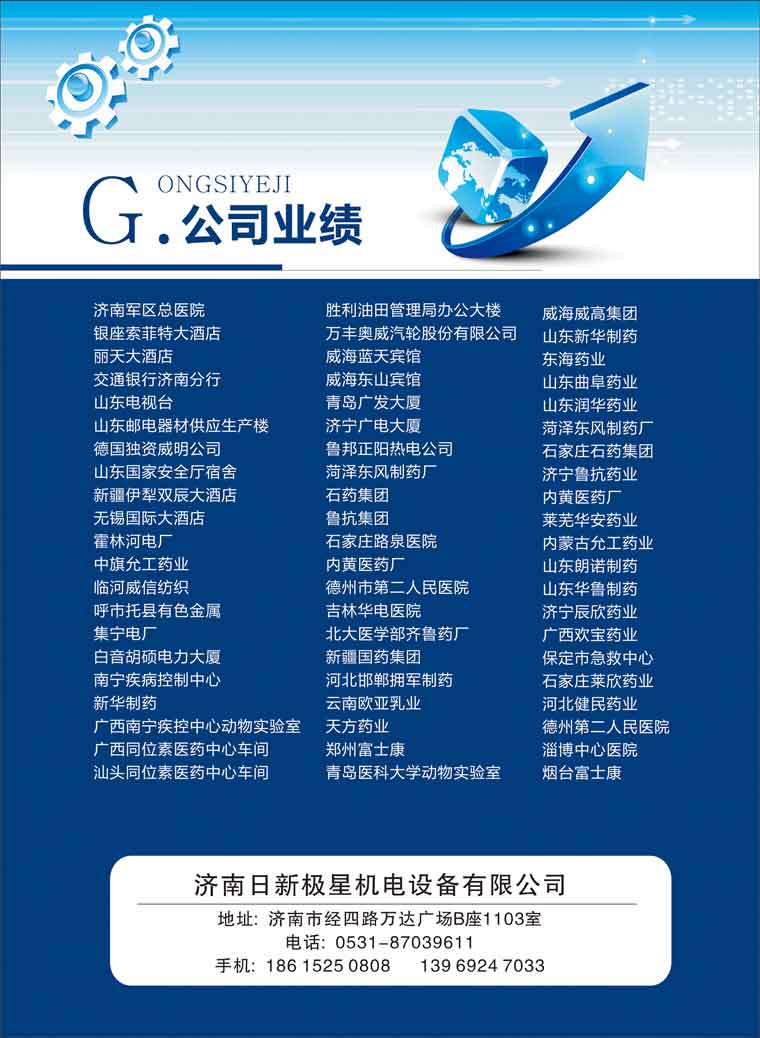 G
ONGSIYEJI
.公司业绩
济南军区总医院
银座索菲特大酒店
丽天大酒店
交通银行济南分行
山东电视台
山东邮电器材供应生产楼
德国独资威明公司
山东国家安全厅宿舍
新疆伊犁双辰大酒店
无锡国际大酒店
霍林河电厂
中旗允工药业
临河威信纺织
呼市托县有色金属
集宁电厂
白音胡硕电力大厦
南宁疾病控制中心
新华制药
广西南宁疾控中心动物实验室
广西同位素医药中心车间
汕头同位素医药中心车间
胜利油田管理局办公大楼
万丰奥威汽轮股份有限公司
威海蓝天宾馆
威海东山宾馆
青岛广发大厦
济宁广电大厦
鲁邦正阳热电公司
菏泽东风制药厂
石药集团
鲁抗集团
石家庄路泉医院
内黄医药厂
德州市第二人民医院
吉林华电医院
北大医学部齐鲁药厂
新疆国药集团
河北邯郸拥军制药
云南欧亚乳业
天方药业
郑州富士康
青岛医科大学动物实验室
威海威高集团
山东新华制药
东海药业
山东曲阜药业
山东润华药业
菏泽东风制药厂
石家庄石药集团
济宁鲁抗药业
内黄医药厂
莱芜华安药业
内蒙古允工药业
山东朗诺制药
山东华鲁制药
济宁辰欣药业
广西欢宝药业
保定市急救中心
石家庄莱欣药业
河北健民药业
德州第二人民医院
淄博中心医院
烟台富士康
济南日新极星机电设备有限公司
地址: 济南市经四路万达广场B座1103室
电话: 0531-87039611
手机: 186 1525 0808 139 6924 7033